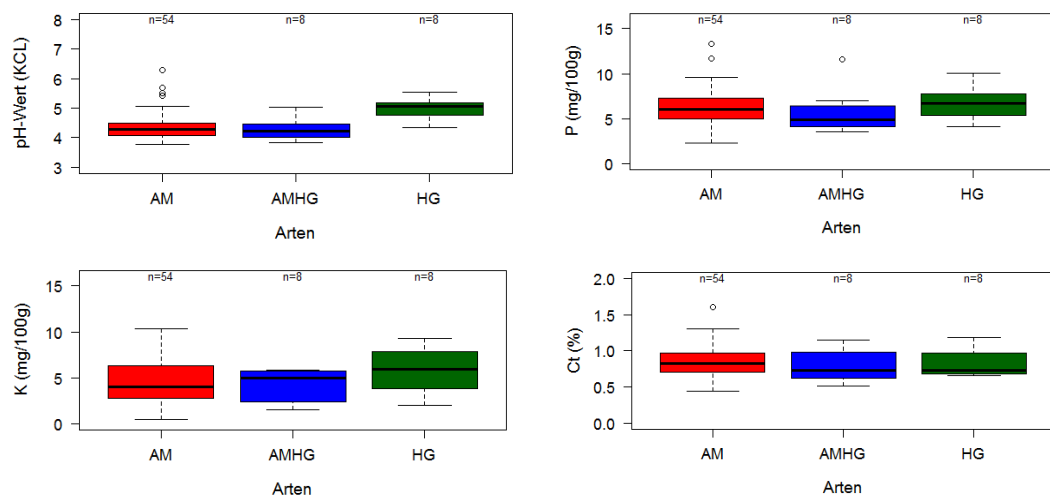 n=54 n=8 n=8
8
7
6
5
4
3
pH-Wert (KCL)
AM AMHG HG
Arten
n=54 n=8 n=8
15
10
5
0
P (mg/100g)
AM AMHG HG
Arten
n=54 n=8 n=8
15
10
5
0
K (mg/100g)
AM AMHG HG
Arten
n=54 n=8 n=8
2.0
1.5
1.0
0.5
0.0
Ct (%)
AM AMHG HG
Arten